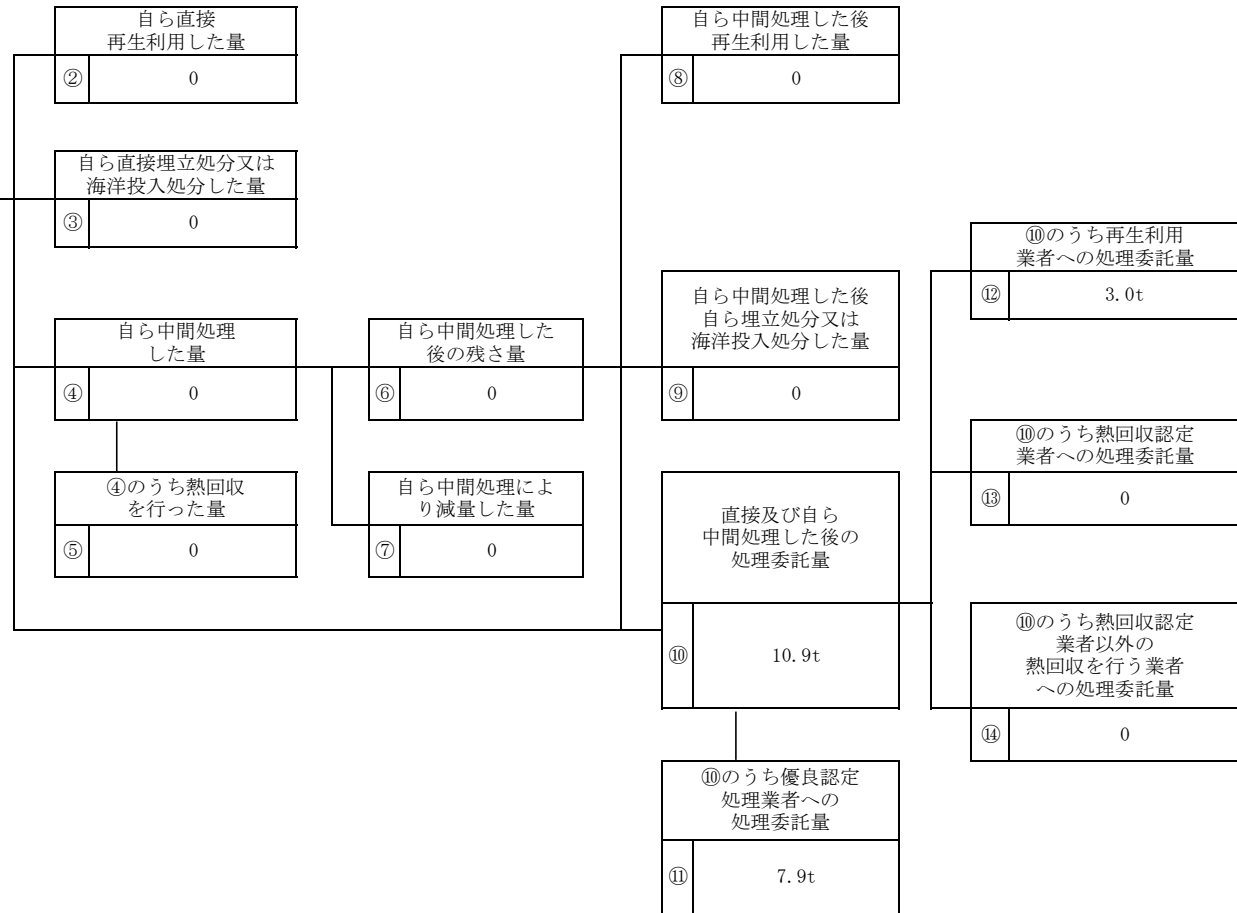 自ら直接
再生利用した量
② 0
自ら直接埋立処分又は
海洋投入処分した量
③ 0
自ら中間処理
した量
④ 0
④のうち熱回収
を行った量
⑤ 0
自ら中間処理した
後の残さ量
⑥ 0
自ら中間処理によ
り減量した量
⑦ 0
自ら中間処理した後
再生利用した量
⑧ 0
自ら中間処理した後
自ら埋立処分又は
海洋投入処分した量
⑨ 0
直接及び自ら
中間処理した後の
処理委託量
⑩ 10.9t
⑩のうち優良認定
処理業者への
処理委託量
⑪ 7.9t
⑩のうち再生利用
業者への処理委託量
⑫ 3.0t
⑩のうち熱回収認定
業者への処理委託量
⑬ 0
⑩のうち熱回収認定
業者以外の
熱回収を行う業者
への処理委託量
⑭ 0